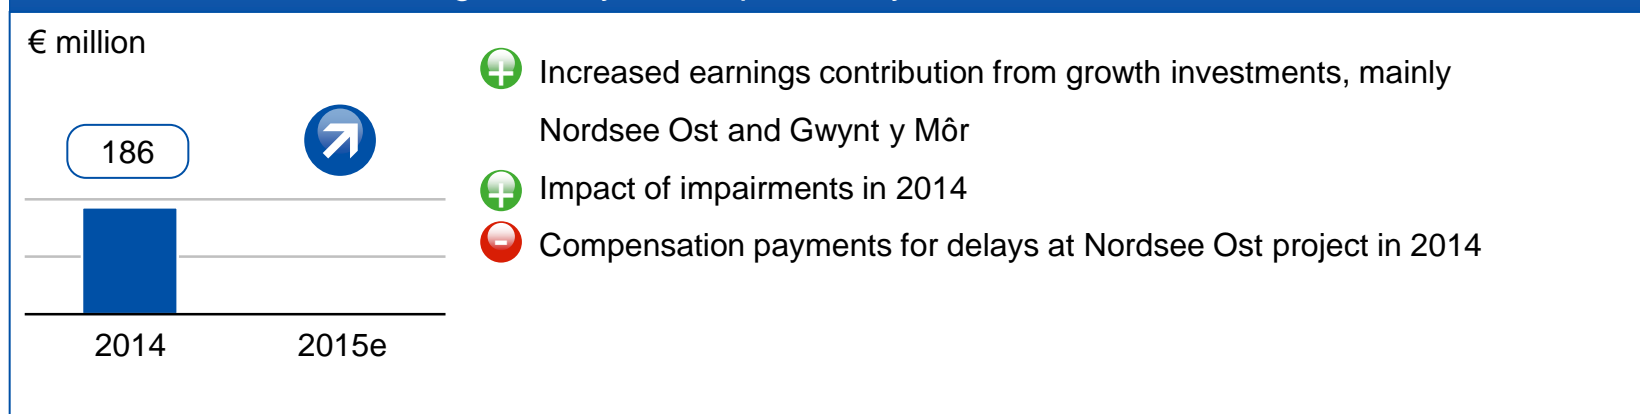 € million
186
2014
2015e
Increased earnings contribution from growth investments, mainly
Nordsee Ost and Gwynt y Môr
Impact of impairments in 2014
Compensation payments for delays at Nordsee Ost project in 2014